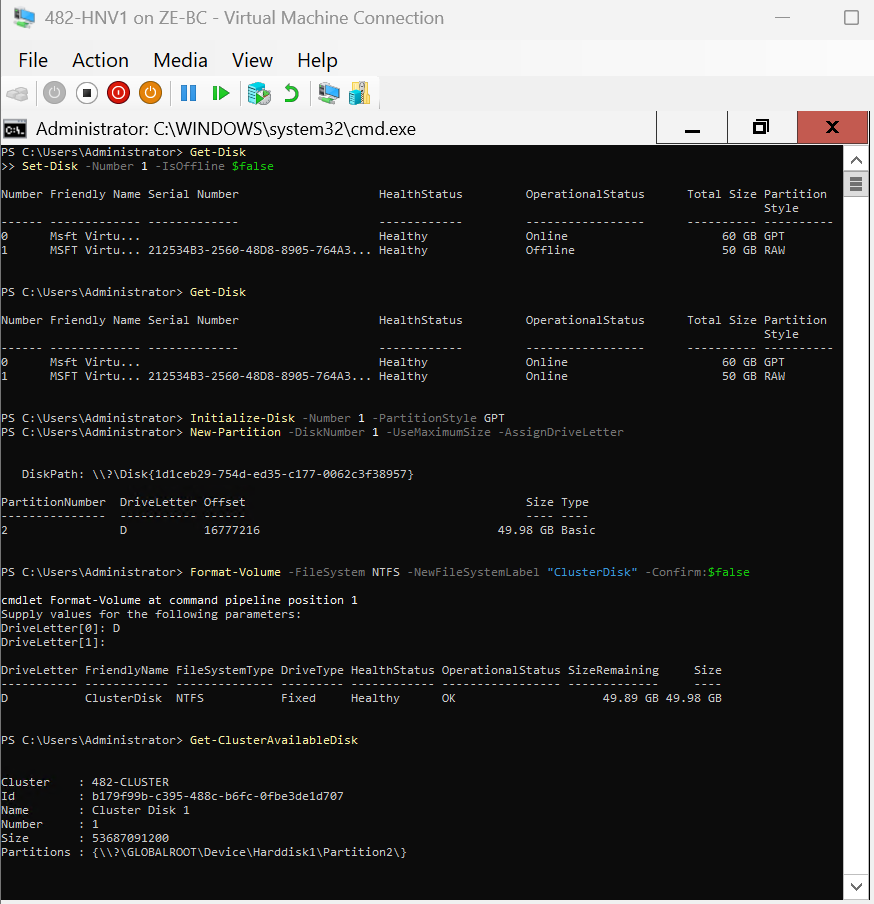 482-HNV1 on ZE-BC - Virtual Machine Connection
File Action Media View Help
Administrator: C:\WINDOWS\system32\cmd.exe
PS C:\Users\Administrator> Get-Disk
>> Set-Disk -Number 1 -IsOffline $false
Number Friendly Name Serial Number HealthStatus OperationalStatus Total Size Partition
Style
------ ------------- ------------- ------------ ----------------- ---------- ----------
0 Msft Virtu... Healthy Online 60 GB GPT
1 MSFT Virtu... 212534B3-2560-48D8-8905-764A3... Healthy Offline 50 GB RAW
PS C:\Users\Administrator> Get-Disk
Number Friendly Name Serial Number HealthStatus OperationalStatus Total Size Partition
Style
------ ------------- ------------- ------------ ----------------- ---------- ----------
0 Msft Virtu... Healthy Online 60 GB GPT
1 MSFT Virtu... 212534B3-2560-48D8-8905-764A3... Healthy Online 50 GB RAW
PS C:\Users\Administrator> Initialize-Disk -Number 1 -PartitionStyle GPT
PS C:\Users\Administrator> New-Partition -DiskNumber 1 -UseMaximumSize -AssignDriveLetter
DiskPath: \\?\Disk{1d1ceb29-754d-ed35-c177-0062c3f38957}
PartitionNumber DriveLetter Offset Size Type
--------------- ----------- ------ ---- ----
2 D 16777216 49.98 GB Basic
PS C:\Users\Administrator> Format-Volume -FileSystem NTFS -NewFileSystemLabel "ClusterDisk" -Confirm:$false
cmdlet Format-Volume at command pipeline position 1
Supply values for the following parameters:
DriveLetter[0]: D
DriveLetter[1]:
DriveLetter FriendlyName FileSystemType DriveType HealthStatus OperationalStatus SizeRemaining Size
----------- ------------ -------------- --------- ------------ ----------------- ------------- ----
D ClusterDisk NTFS Fixed Healthy OK 49.89 GB 49.98 GB
PS C:\Users\Administrator> Get-ClusterAvailableDisk
Cluster : 482-CLUSTER
Id : b179f99b-c395-488c-b6fc-0fbe3de1d707
Name : Cluster Disk 1
Number : 1
Size : 53687091200
Partitions : {\\?\GLOBALROOT\Device\Harddisk1\Partition2\}